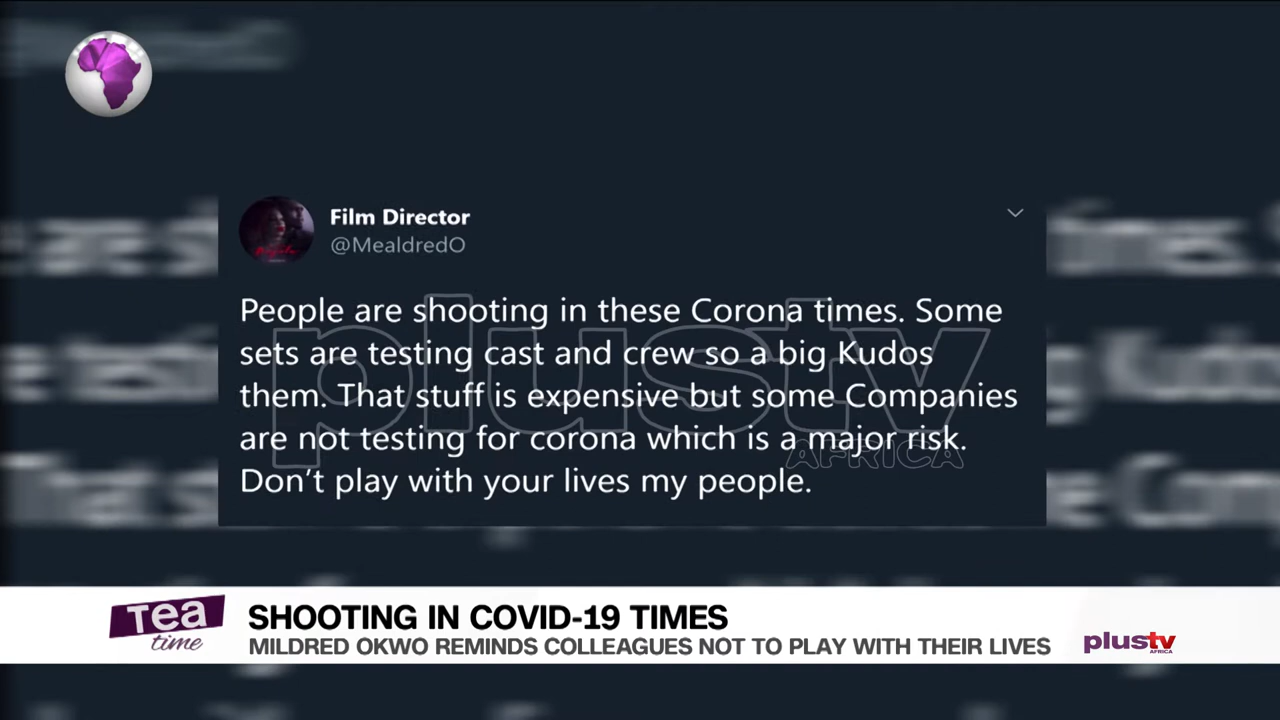 Film Director
@MealdredO
People are shooting in these Corona times. Some
sets are testing cast and crew so a big Kudos
them. That stuff is expensive but some Companies
are not testing for corona which is a major risk.
Don't play with your lives my people.
plustv
AFRICA
Tea
time
SHOOTING IN COVID-19 TIMES
MILDRED OKWO REMINDS COLLEAGUES NOT TO PLAY WITH THEIR LIVES
plustv
AFRICA